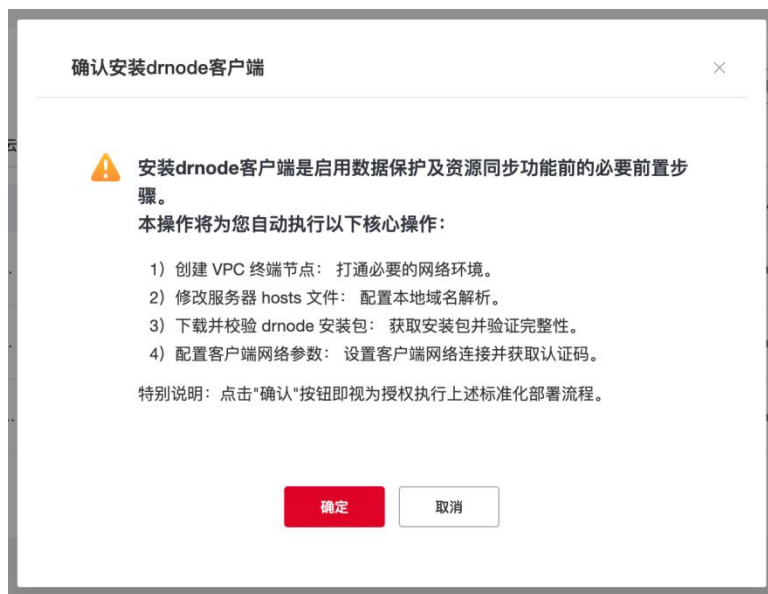 确认安装drnode客户端
云
安装drnode客户端是启用数据保护及资源同步功能前的必要前置步
骤。
本操作将为您自动执行以下核心操作：
1）创建 VPC 终端节点： 打通必要的网络环境。
2）修改服务器 hosts 文件： 配置本地域名解析。
3）下载并校验 drnode 安装包： 获取安装包并验证完整性。
4）配置客户端网络参数： 设置客户端网络连接并获取认证码。
特别说明：点击"确认"按钮即视为授权执行上述标准化部署流程。
确定
取消